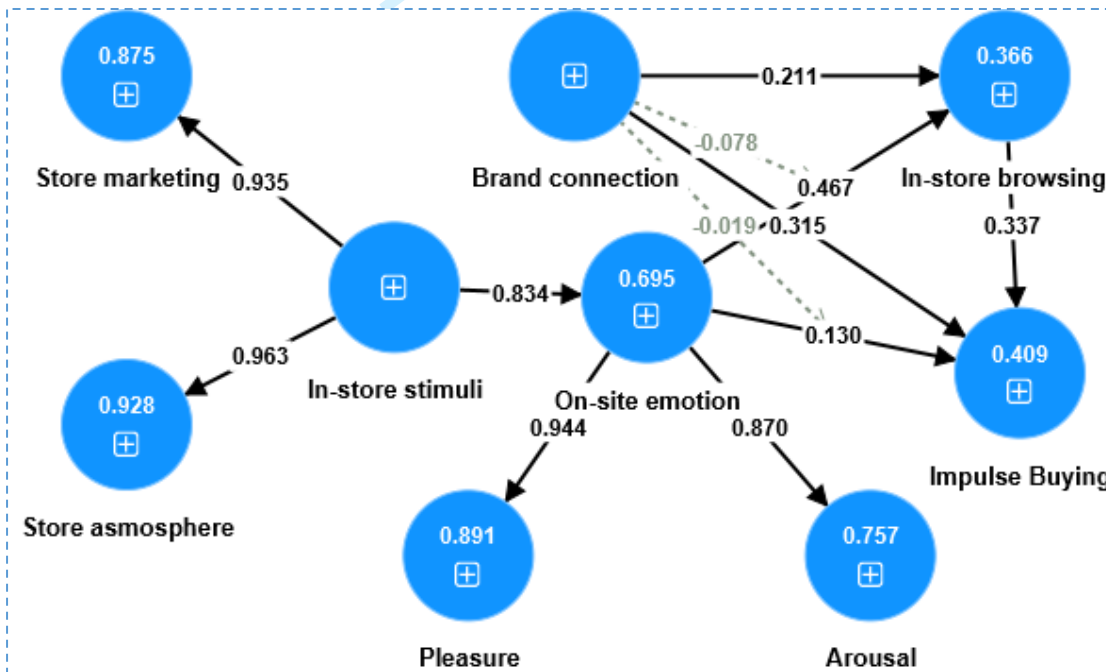 0.875
0.366
0.211
-0.078
Store marketing
0.935
Brand connection
0.467
In-store browsing
-0.019
0.315
0.337
0.695
0.834
0.130
0.963
0.409
0.928
In-store stimuli
On-site emotion
0.944
0.870
Impulse Buying
Store asmosphere
0.891
0.757
Pleasure
Arousal